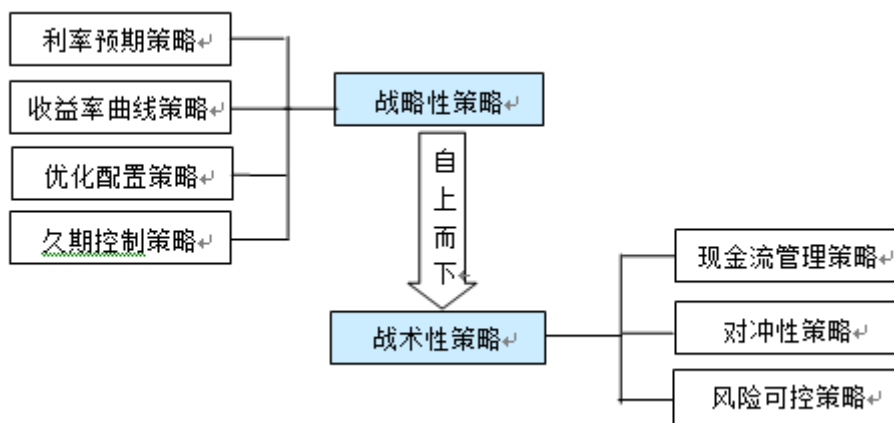 利率预期策略
收益率曲线策略
优化配置策略
久期控制策略
战略性策略
自
上
而
下
战术性策略
现金流管理策略
对冲性策略
风险可控策略